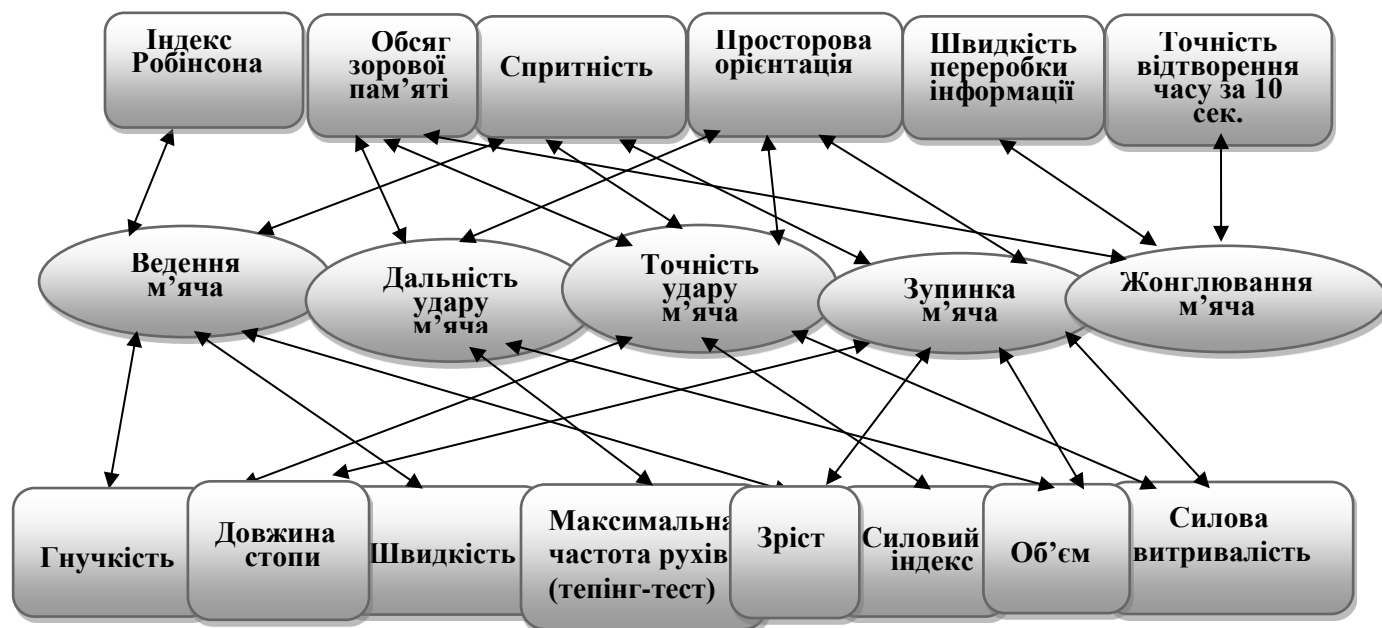 Індекс
Робінсона
Обсяг
зорової
пам’яті
Спритність
Просторова
орієнтація
Швидкість
переробки
інформації
Точність
відтворення
часу за 10
сек.
Ведення
м’яча
Дальність
удару
м’яча
Точність
удару
м’яча
Зупинка
м’яча
Жонглювання
м’яча
Гнучкість
Довжина
стопи
Швидкість
Максимальна
частота рухів
(тепінг-тест)
Зріст
Силовий
індекс
Об’єм
Силова
витривалість